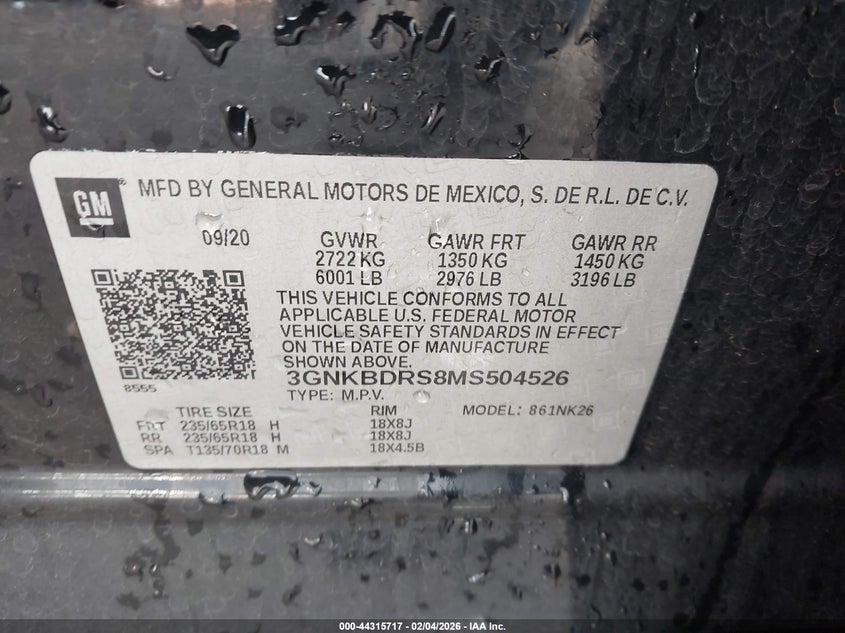 GM ® MFD BY GENERAL MOTORS DE MEXICO, S. DE R.L. DE C.V.
09/20 GVWR GAWR FRT GAWR RR
2722 KG 1350 KG 1450 KG
6001 LB 2976 LB 3196 LB
THIS VEHICLE CONFORMS TO ALL
APPLICABLE U.S. FEDERAL MOTOR
VEHICLE SAFETY STANDARDS IN EFFECT
ON THE DATE OF MANUFACTURE
SHOWN ABOVE.
8555
3GNKBDRS8MS504526
TYPE: M.P.V.
TIRE SIZE RIM MODEL: 861NK26
FRT 235/65R18 H 18X8J
RR 235/65R18 H 18X8J
SPA T135/70R18 M 18X4.5B
000-44315717 - 02/04/2026 - IAA Inc.